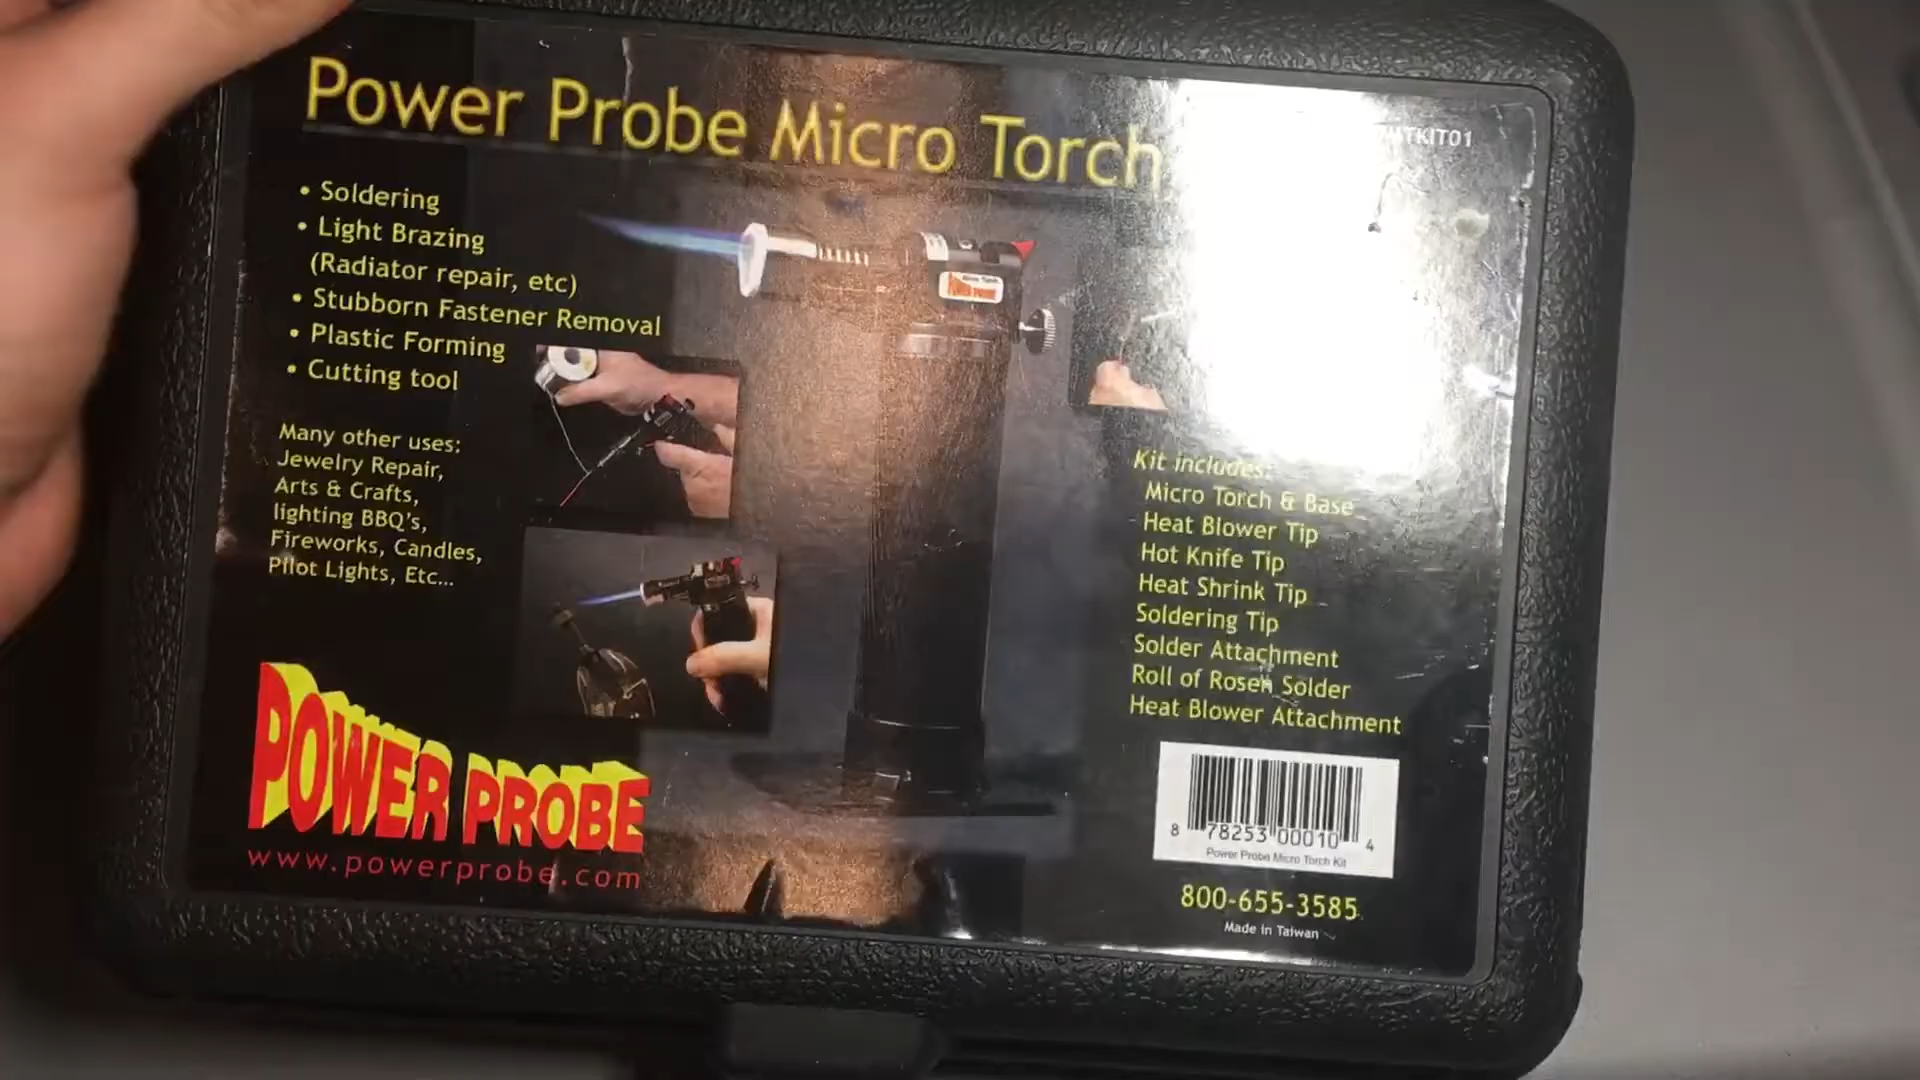 Power Probe Micro Torch
• Soldering
• Light Brazing
(Radiator repair, etc)
• Stubborn Fastener Removal
• Plastic Forming
• Cutting tool
Many other uses:
Jewelry Repair,
Arts & Crafts,
lighting BBQ's,
Fireworks, Candles,
Pilot Lights, Etc...
POWER PROBE
POWER PROBE
www.powerprobe.com
Kit includes:
Micro Torch & Base
Heat Blower Tip
Hot Knife Tip
Heat Shrink Tip
Soldering Tip
Solder Attachment
Roll of Rosen Solder
Heat Blower Attachment
8 78253 00010 4
Power Probe Micro Torch Kit
800-655-3585
Made in Taiwan